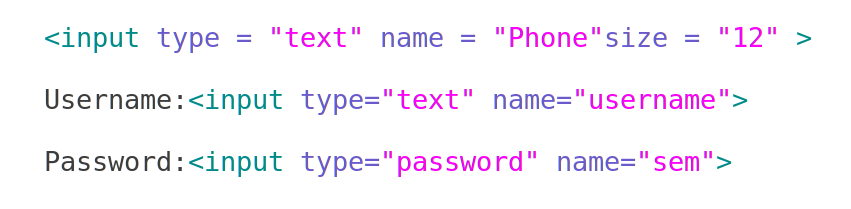 <input type = "text" name = "Phone"size = "12" >
Username:<input type="text" name="username">
Password:<input type="password" name="sem">